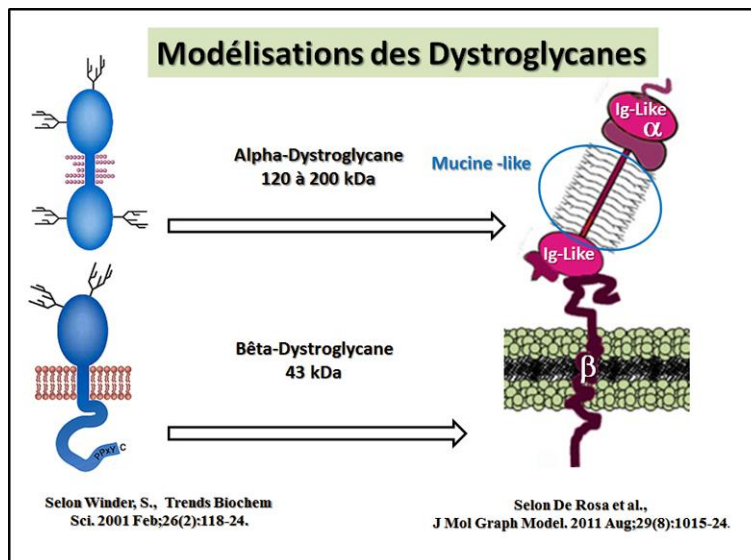 Modélisations des Dystroglycanes
Ig-Like
α
Alpha-Dystroglycane
120 à 200 kDa
Mucine -like
Ig-Like
Bêta-Dystroglycane
43 kDa
β
PPxY C
Selon Winder, S., Trends Biochem
Sci. 2001 Feb;26(2):118-24.
Selon De Rosa et al.,
J Mol Graph Model. 2011 Aug;29(8):1015-24.